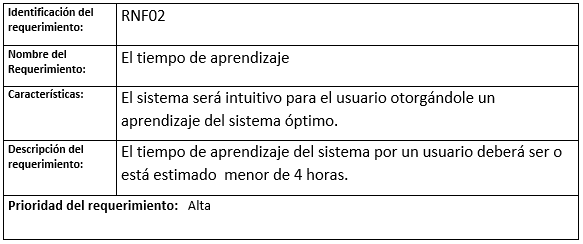 Identificación del
requerimiento:
RNF02
Nombre del
Requerimiento:
El tiempo de aprendizaje
Características:
El sistema será intuitivo para el usuario otorgándole un
aprendizaje del sistema óptimo.
Descripción del
requerimiento:
El tiempo de aprendizaje del sistema por un usuario deberá ser o
está estimado  menor de 4 horas.
Prioridad del requerimiento:   Alta